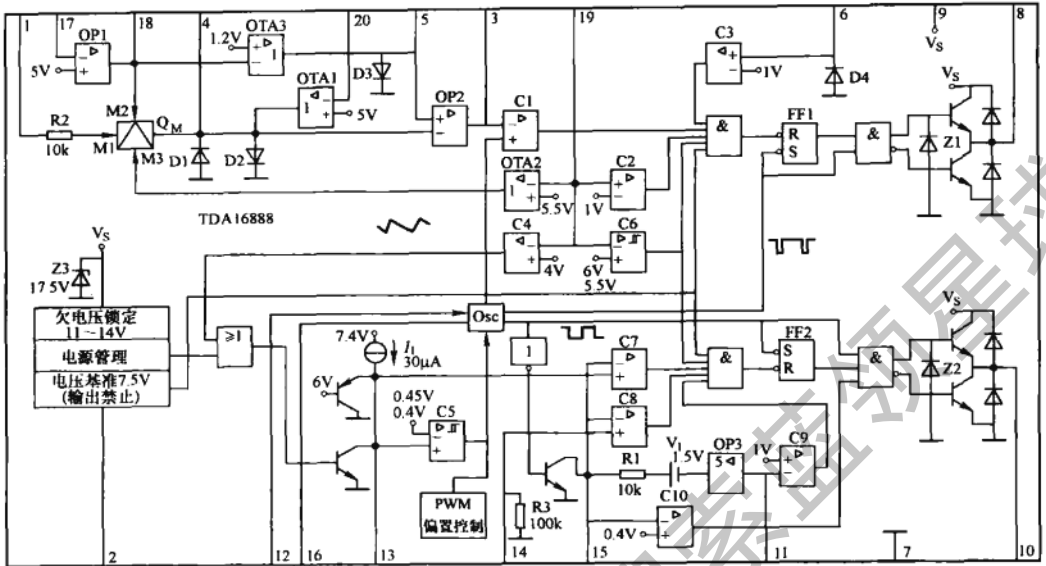 1 17 18 4 20 5 3 19 6 9 8
OP1 OTA3 C3 VS
1.2V 1
5V D3 OTA1 1V D4 VS
M2 1 5V OP2 C1 FF1
R2 QM & R & Z1
10k M1 M3 D1 D2 S
OTA2 C2
1 5.5V 1V
TDA16888 C4 C6
VS 4V 6V
5.5V
Z3
17 5V
欠电压锁定
11~14V
电源管理
电压基准7.5V
(输出禁止)
≥1
Osc VS
7.4V I1 1 C7 FF2
30μA & S & Z2
6V 0.45V R
0.4V C5 C8
V1 OP3 C9
R1 1.5V 5 1V
10k C10
PWM R3
偏置控制 100k 0.4V
2 12 16 13 14 15 11 7 10